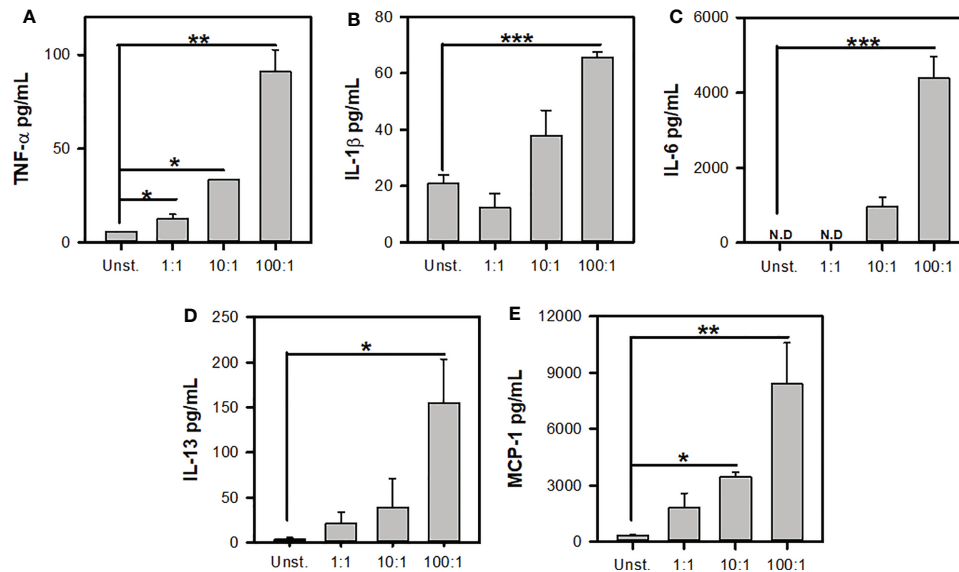 A
TNF-α pg/mL
100
50
0
**
*
*
Unst. 1:1 10:1 100:1
B
IL-1β pg/mL
80
60
40
20
0
***
Unst. 1:1 10:1 100:1
C
IL-6 pg/mL
6000
4000
2000
0
***
N.D N.D
Unst. 1:1 10:1 100:1
D
IL-13 pg/mL
250
200
150
100
50
0
*
Unst. 1:1 10:1 100:1
E
MCP-1 pg/mL
12000
9000
6000
3000
0
**
*
Unst. 1:1 10:1 100:1